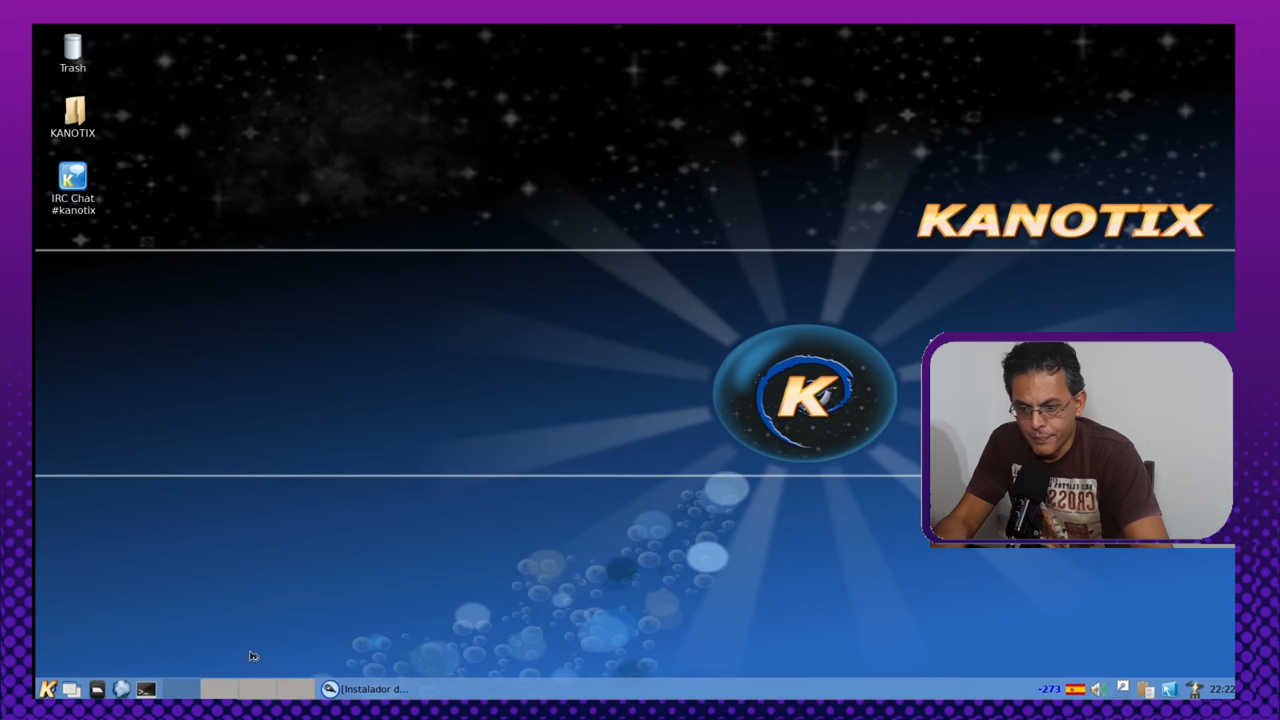 Trash
KANOTIX
IRC Chat
#kanotix
KANOTIX
K
[Instalador d...
-273
22:22